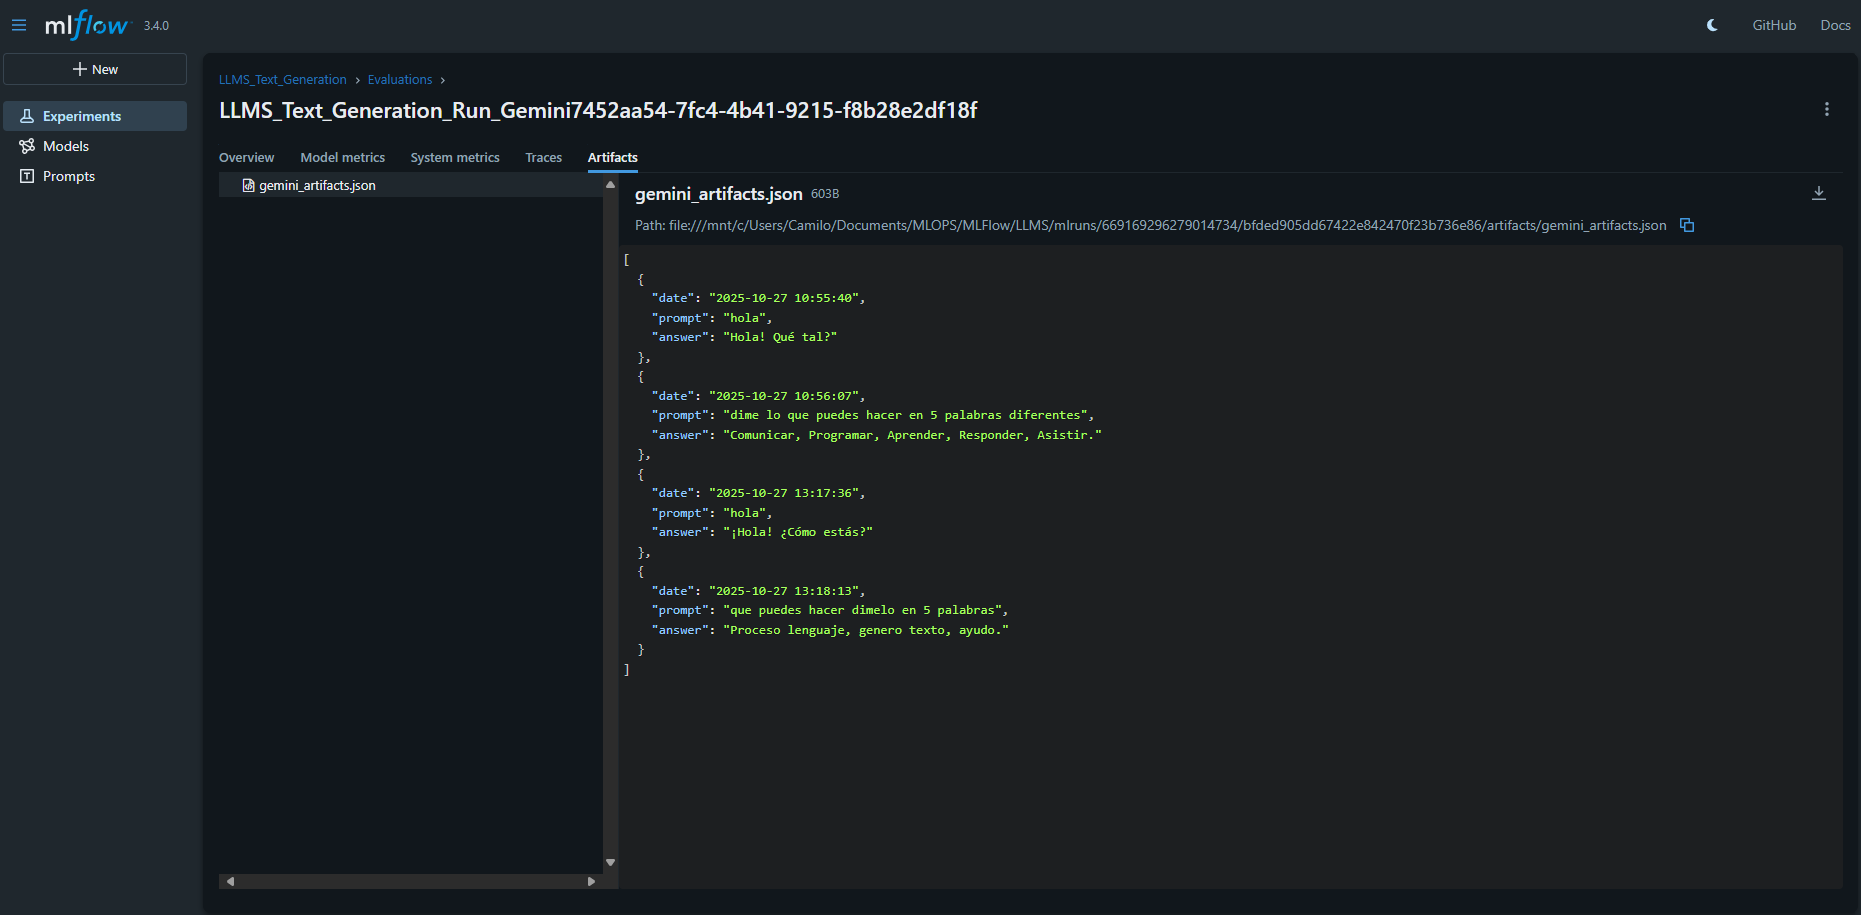 mlflow 3.4.0
GitHub Docs
New
Experiments
Models
Prompts
LLMS_Text_Generation › Evaluations ›
LLMS_Text_Generation_Run_Gemini7452aa54-7fc4-4b41-9215-f8b28e2df18f
Overview Model metrics System metrics Traces Artifacts
gemini_artifacts.json
gemini_artifacts.json 603B
Path: file:///mnt/c/Users/Camilo/Documents/MLOPS/MLFlow/LLMS/mlruns/669169296279014734/bfded905dd67422e842470f23b736e86/artifacts/gemini_artifacts.json
[
{
"date": "2025-10-27 10:55:40",
"prompt": "hola",
"answer": "Hola! Qué tal?"
},
{
"date": "2025-10-27 10:56:07",
"prompt": "dime lo que puedes hacer en 5 palabras diferentes",
"answer": "Comunicar, Programar, Aprender, Responder, Asistir."
},
{
"date": "2025-10-27 13:17:36",
"prompt": "hola",
"answer": "¡Hola! ¿Cómo estás?"
},
{
"date": "2025-10-27 13:18:13",
"prompt": "que puedes hacer dimelo en 5 palabras",
"answer": "Proceso lenguaje, genero texto, ayudo."
}
]